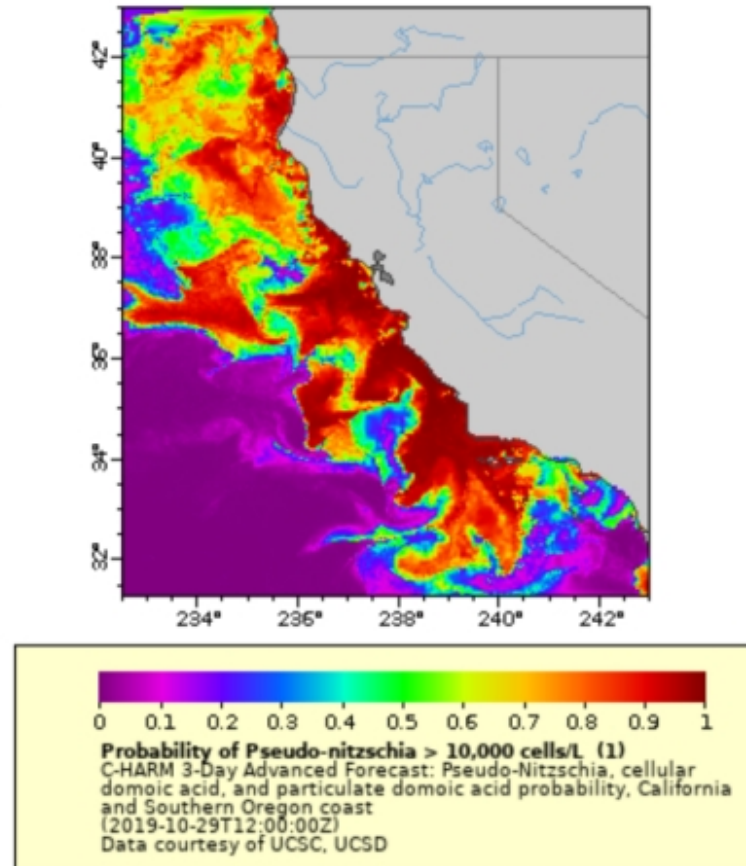 42°
40°
38°
36°
34°
32°
234° 236° 238° 240° 242°
0 0.1 0.2 0.3 0.4 0.5 0.6 0.7 0.8 0.9 1
Probability of Pseudo-nitzschia > 10,000 cells/L (1)
C-HARM 3-Day Advanced Forecast: Pseudo-Nitzschia, cellular
domoic acid, and particulate domoic acid probability, California
and Southern Oregon coast
(2019-10-29T12:00:00Z)
Data courtesy of UCSC, UCSD